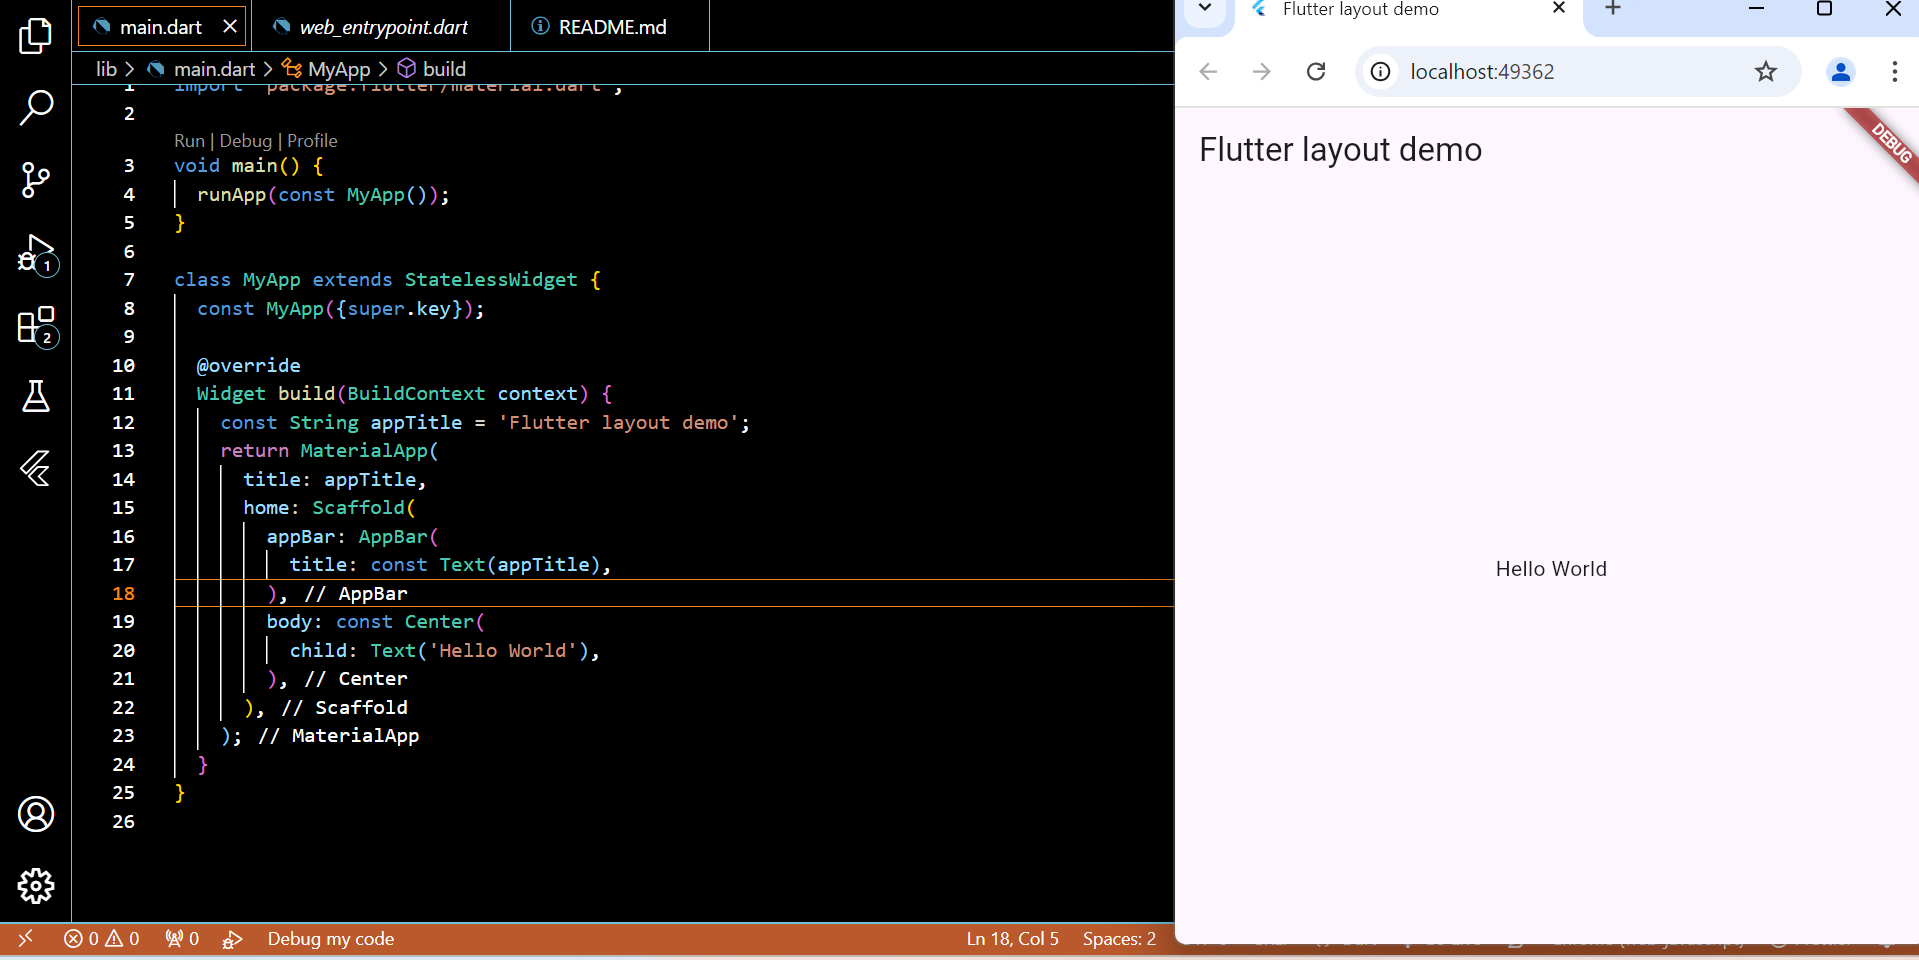 main.dart
web_entrypoint.dart
README.md
lib > main.dart > MyApp > build
1 import 'package:flutter/material.dart';
2
Run | Debug | Profile
3 void main() {
4 runApp(const MyApp());
5 }
6
7 class MyApp extends StatelessWidget {
8 const MyApp({super.key});
9
10 @override
11 Widget build(BuildContext context) {
12 const String appTitle = 'Flutter layout demo';
13 return MaterialApp(
14 title: appTitle,
15 home: Scaffold(
16 appBar: AppBar(
17 title: const Text(appTitle),
18 ), // AppBar
19 body: const Center(
20 child: Text('Hello World'),
21 ), // Center
22 ), // Scaffold
23 ); // MaterialApp
24 }
25 }
26
1
2
0 0 0 Debug my code Ln 18, Col 5 Spaces: 2
Flutter layout demo
localhost:49362
Flutter layout demo
DEBUG
Hello World